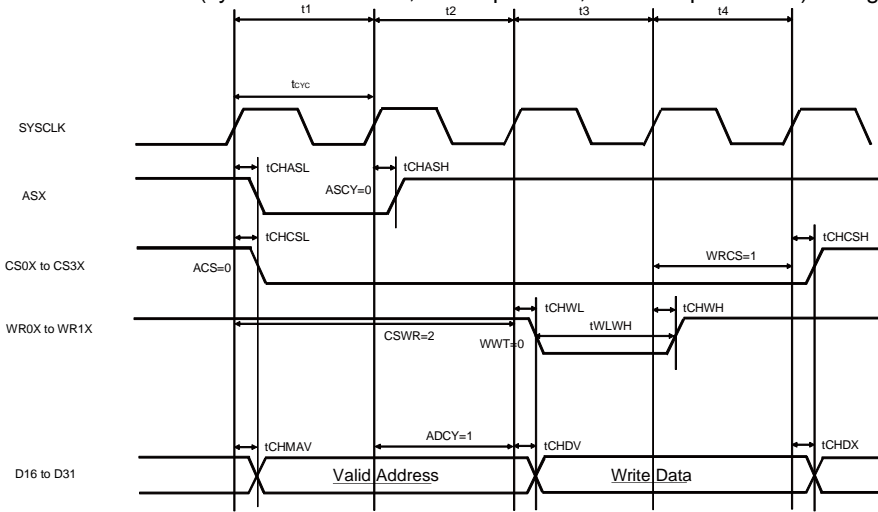 t1 t2 t3 t4
tCYC
SYSCLK
tCHASL tCHASH
ASCY=0
ASX
tCHCSL tCHCSH
WRCS=1
CS0X to CS3X
ACS=0
tCHWL tCHWH
tWLWH
WR0X to WR1X
CSWR=2
WWT=0
ADCY=1
tCHMAV tCHDV tCHDX
D16 to D31
Valid Address Write Data